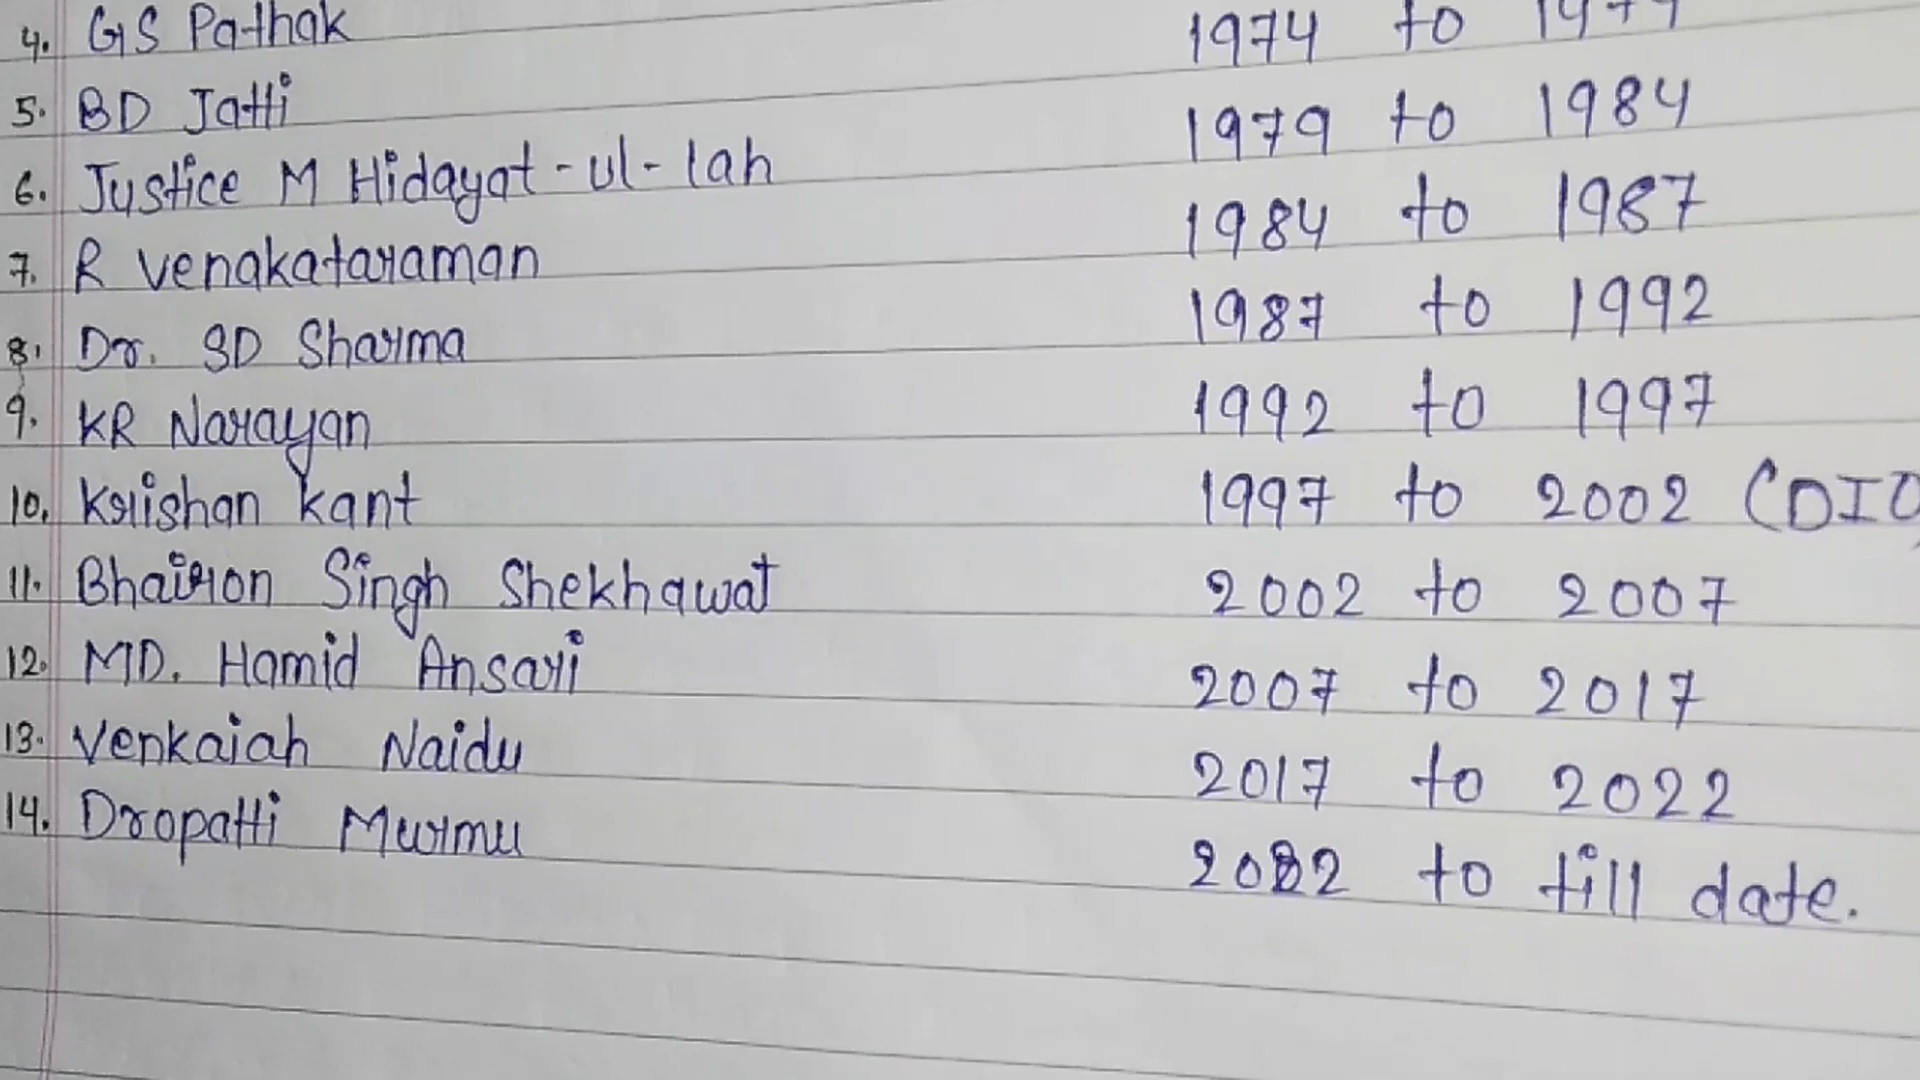 4. GS Pathak
5. BD Jatti 1974 to 1979
6. Justice M Hidayat-ul-lah 1979 to 1984
7. R Venakataraman 1984 to 1987
8. Dr. SD Sharma 1987 to 1992
9. KR Narayan 1992 to 1997
10. Krishan Kant 1997 to 2002 (DIO
11. Bhairon Singh Shekhawat 2002 to 2007
12. MD. Hamid Ansari 2007 to 2017
13. Venkaiah Naidu 2017 to 2022
14. Dropatti Murmu 2022 to till date.